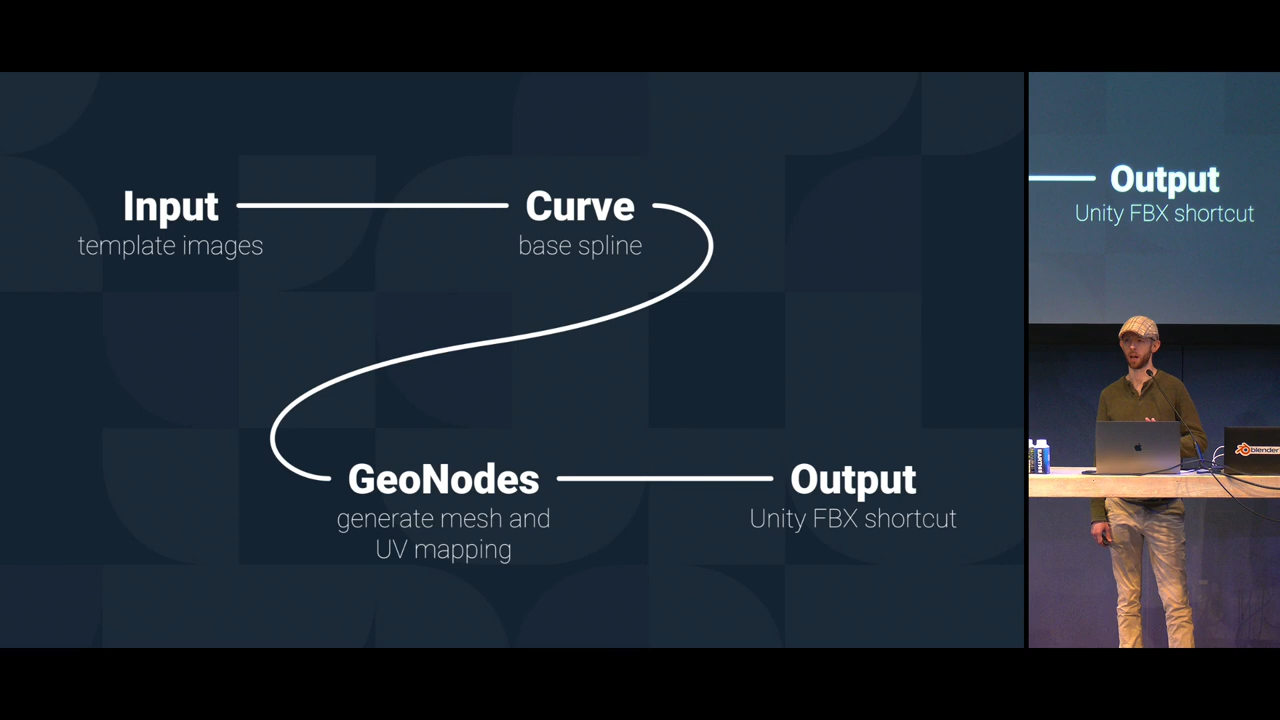 Input
template images
Curve
base spline
GeoNodes
generate mesh and
UV mapping
Output
Unity FBX shortcut
Output
Unity FBX shortcut
blender